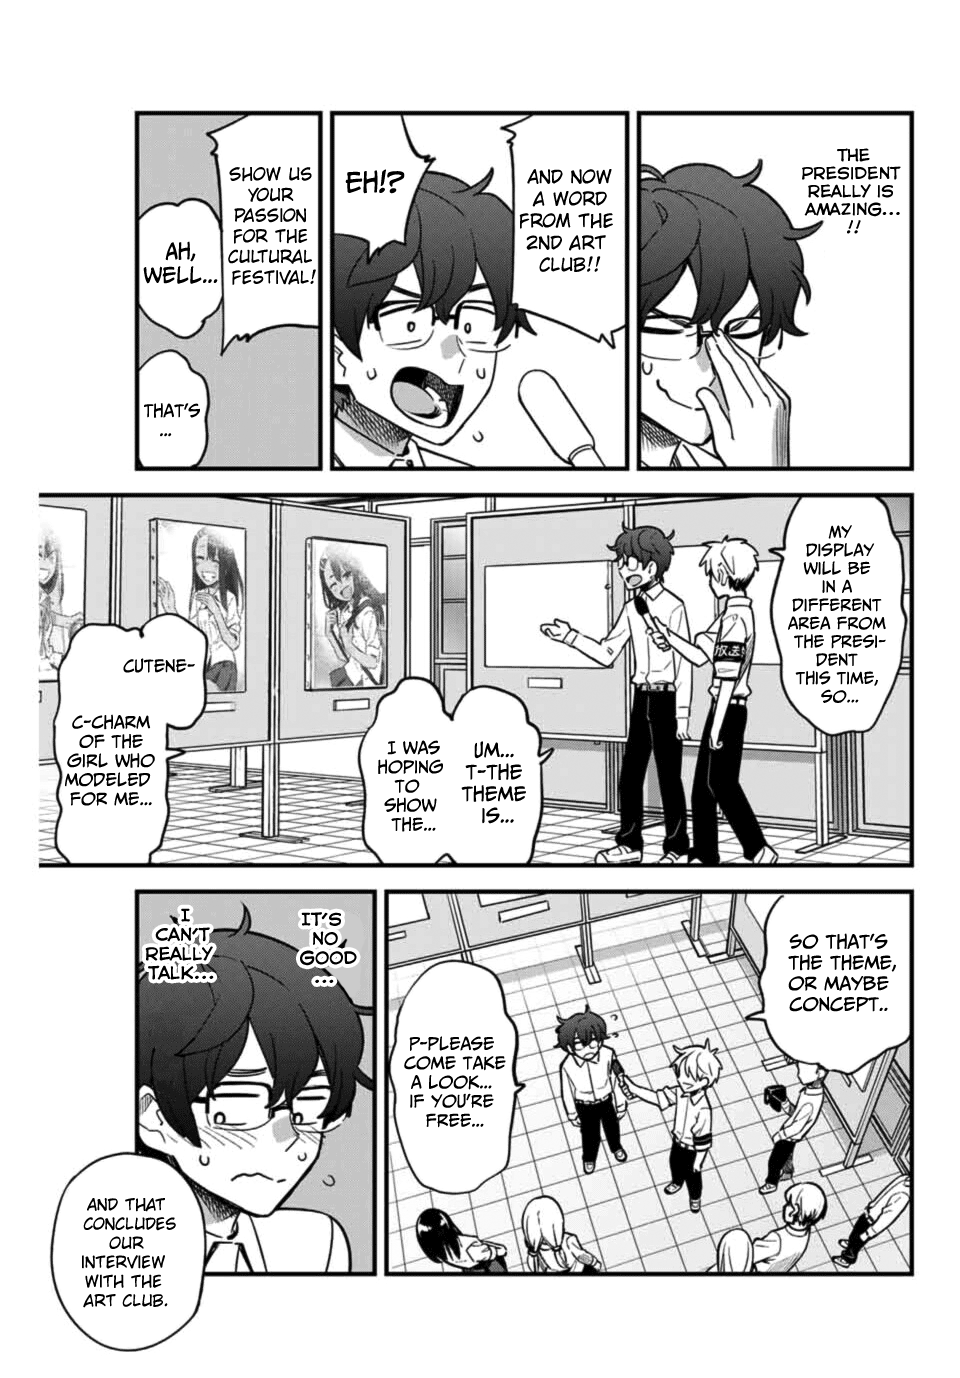 THE
PRESIDENT
REALLY IS
AMAZING...
!!
AND NOW
A WORD
FROM THE
2ND ART
CLUB!!
EH!?
SHOW US
YOUR
PASSION
FOR THE
CULTURAL
FESTIVAL!
AH,
WELL...
THAT'S
...
MY
DISPLAY
WILL BE
IN A
DIFFERENT
AREA FROM
THE PRESI-
DENT
THIS TIME,
SO...
放送
UM...
T-THE
THEME
IS...
I WAS
HOPING
TO
SHOW
THE...
CUTENE-
C-CHARM
OF THE
GIRL WHO
MODELED
FOR ME...
SO THAT'S
THE THEME,
OR MAYBE
CONCEPT..
P-PLEASE
COME TAKE
A LOOK...
IF YOU'RE
FREE...
IT'S
NO
GOOD
...
I
CAN'T
REALLY
TALK...
AND THAT
CONCLUDES
OUR
INTERVIEW
WITH THE
ART CLUB.